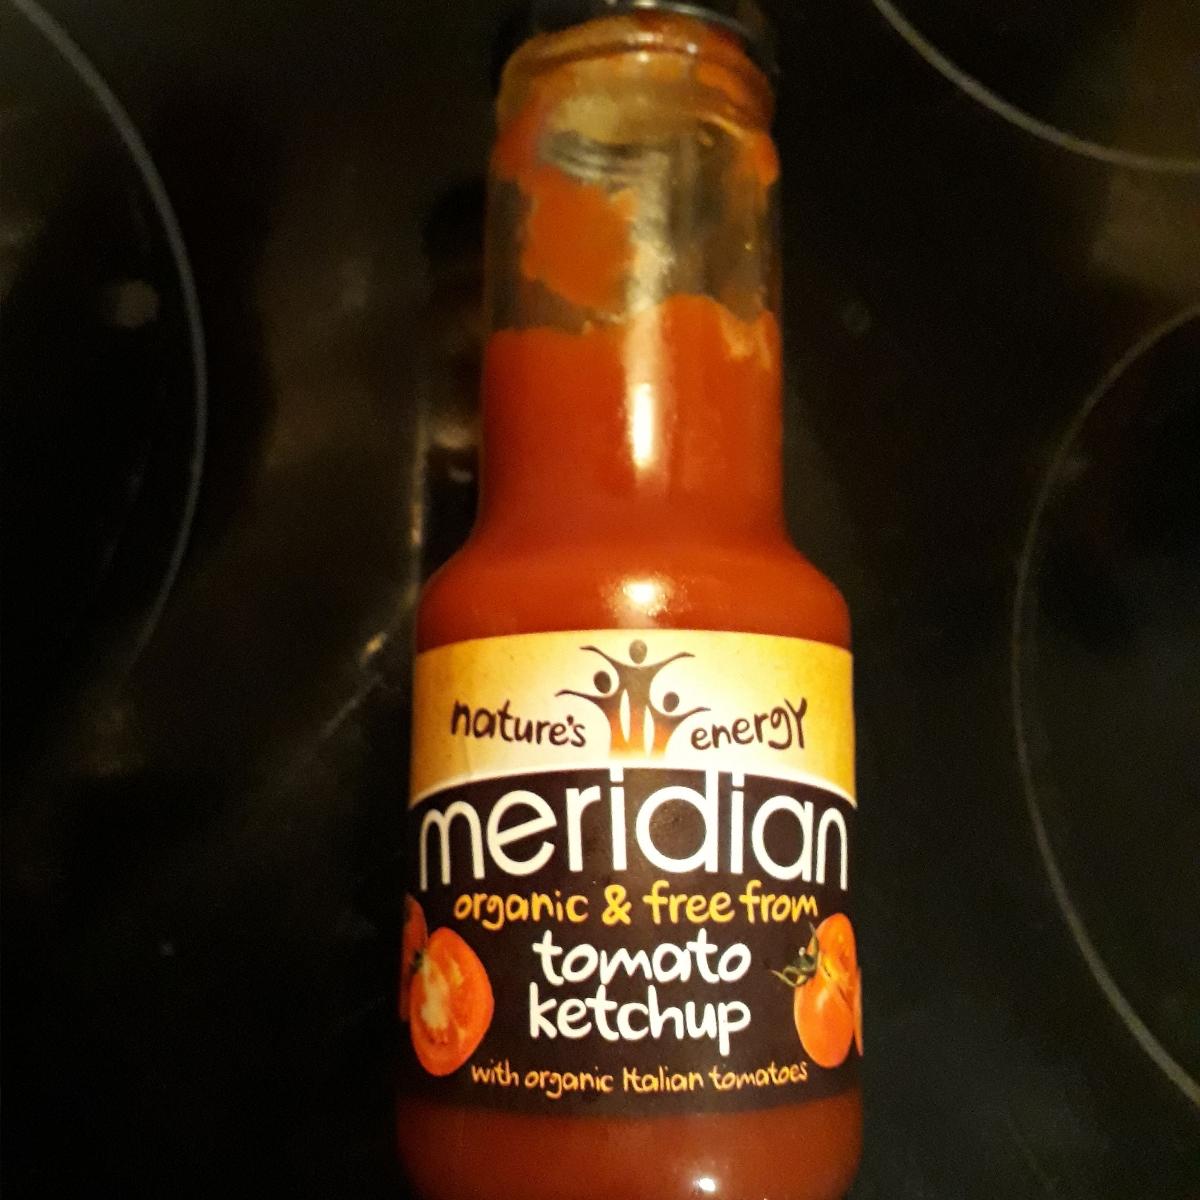 nature's energy
meridian
organic & free from
tomato
ketchup
with organic Italian tomatoes